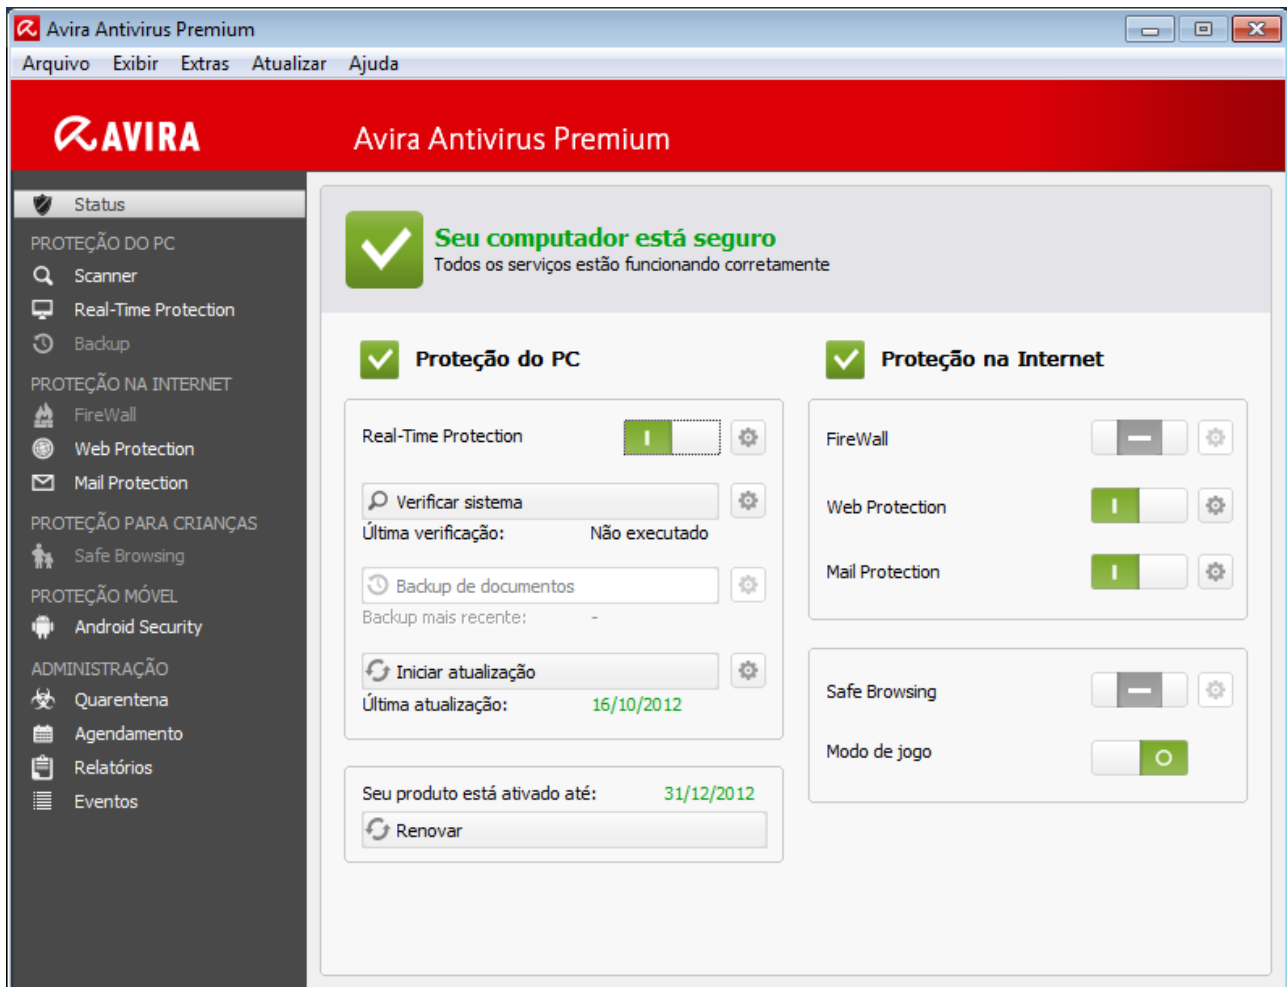 Avira Antivirus Premium
Arquivo Exibir Extras Atualizar Ajuda
AVIRA
Avira Antivirus Premium
Status
PROTEÇÃO DO PC
Scanner
Real-Time Protection
Backup
PROTEÇÃO NA INTERNET
FireWall
Web Protection
Mail Protection
PROTEÇÃO PARA CRIANÇAS
Safe Browsing
PROTEÇÃO MÓVEL
Android Security
ADMINISTRAÇÃO
Quarentena
Agendamento
Relatórios
Eventos
Seu computador está seguro
Todos os serviços estão funcionando corretamente
Proteção do PC
Real-Time Protection
Verificar sistema
Última verificação: Não executado
Backup de documentos
Backup mais recente: -
Iniciar atualização
Última atualização: 16/10/2012
Seu produto está ativado até: 31/12/2012
Renovar
Proteção na Internet
FireWall
Web Protection
Mail Protection
Safe Browsing
Modo de jogo